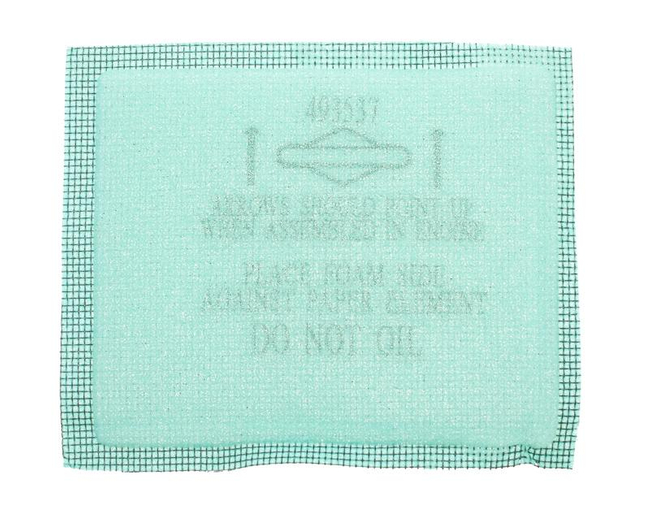 493537
ARROWS SHOULD POINT UP
WHEN ASSEMBLED IN ENGINE
PLACE FOAM SIDE
AGAINST PAPER ELEMENT
DO NOT OIL